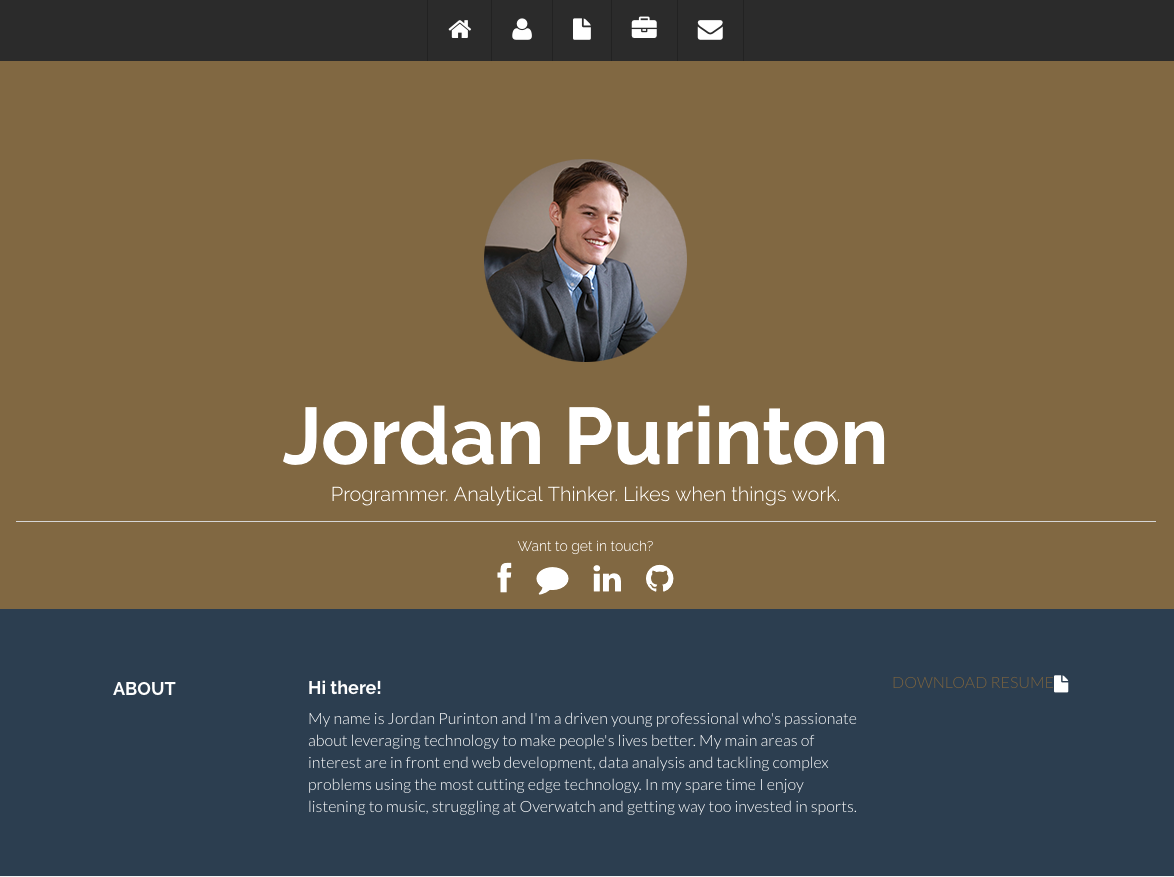 Jordan Purinton
Programmer. Analytical Thinker. Likes when things work.
Want to get in touch?
ABOUT
Hi there!
My name is Jordan Purinton and I'm a driven young professional who's passionate
about leveraging technology to make people's lives better. My main areas of
interest are in front end web development, data analysis and tackling complex
problems using the most cutting edge technology. In my spare time I enjoy
listening to music, struggling at Overwatch and getting way too invested in sports.
DOWNLOAD RESUME